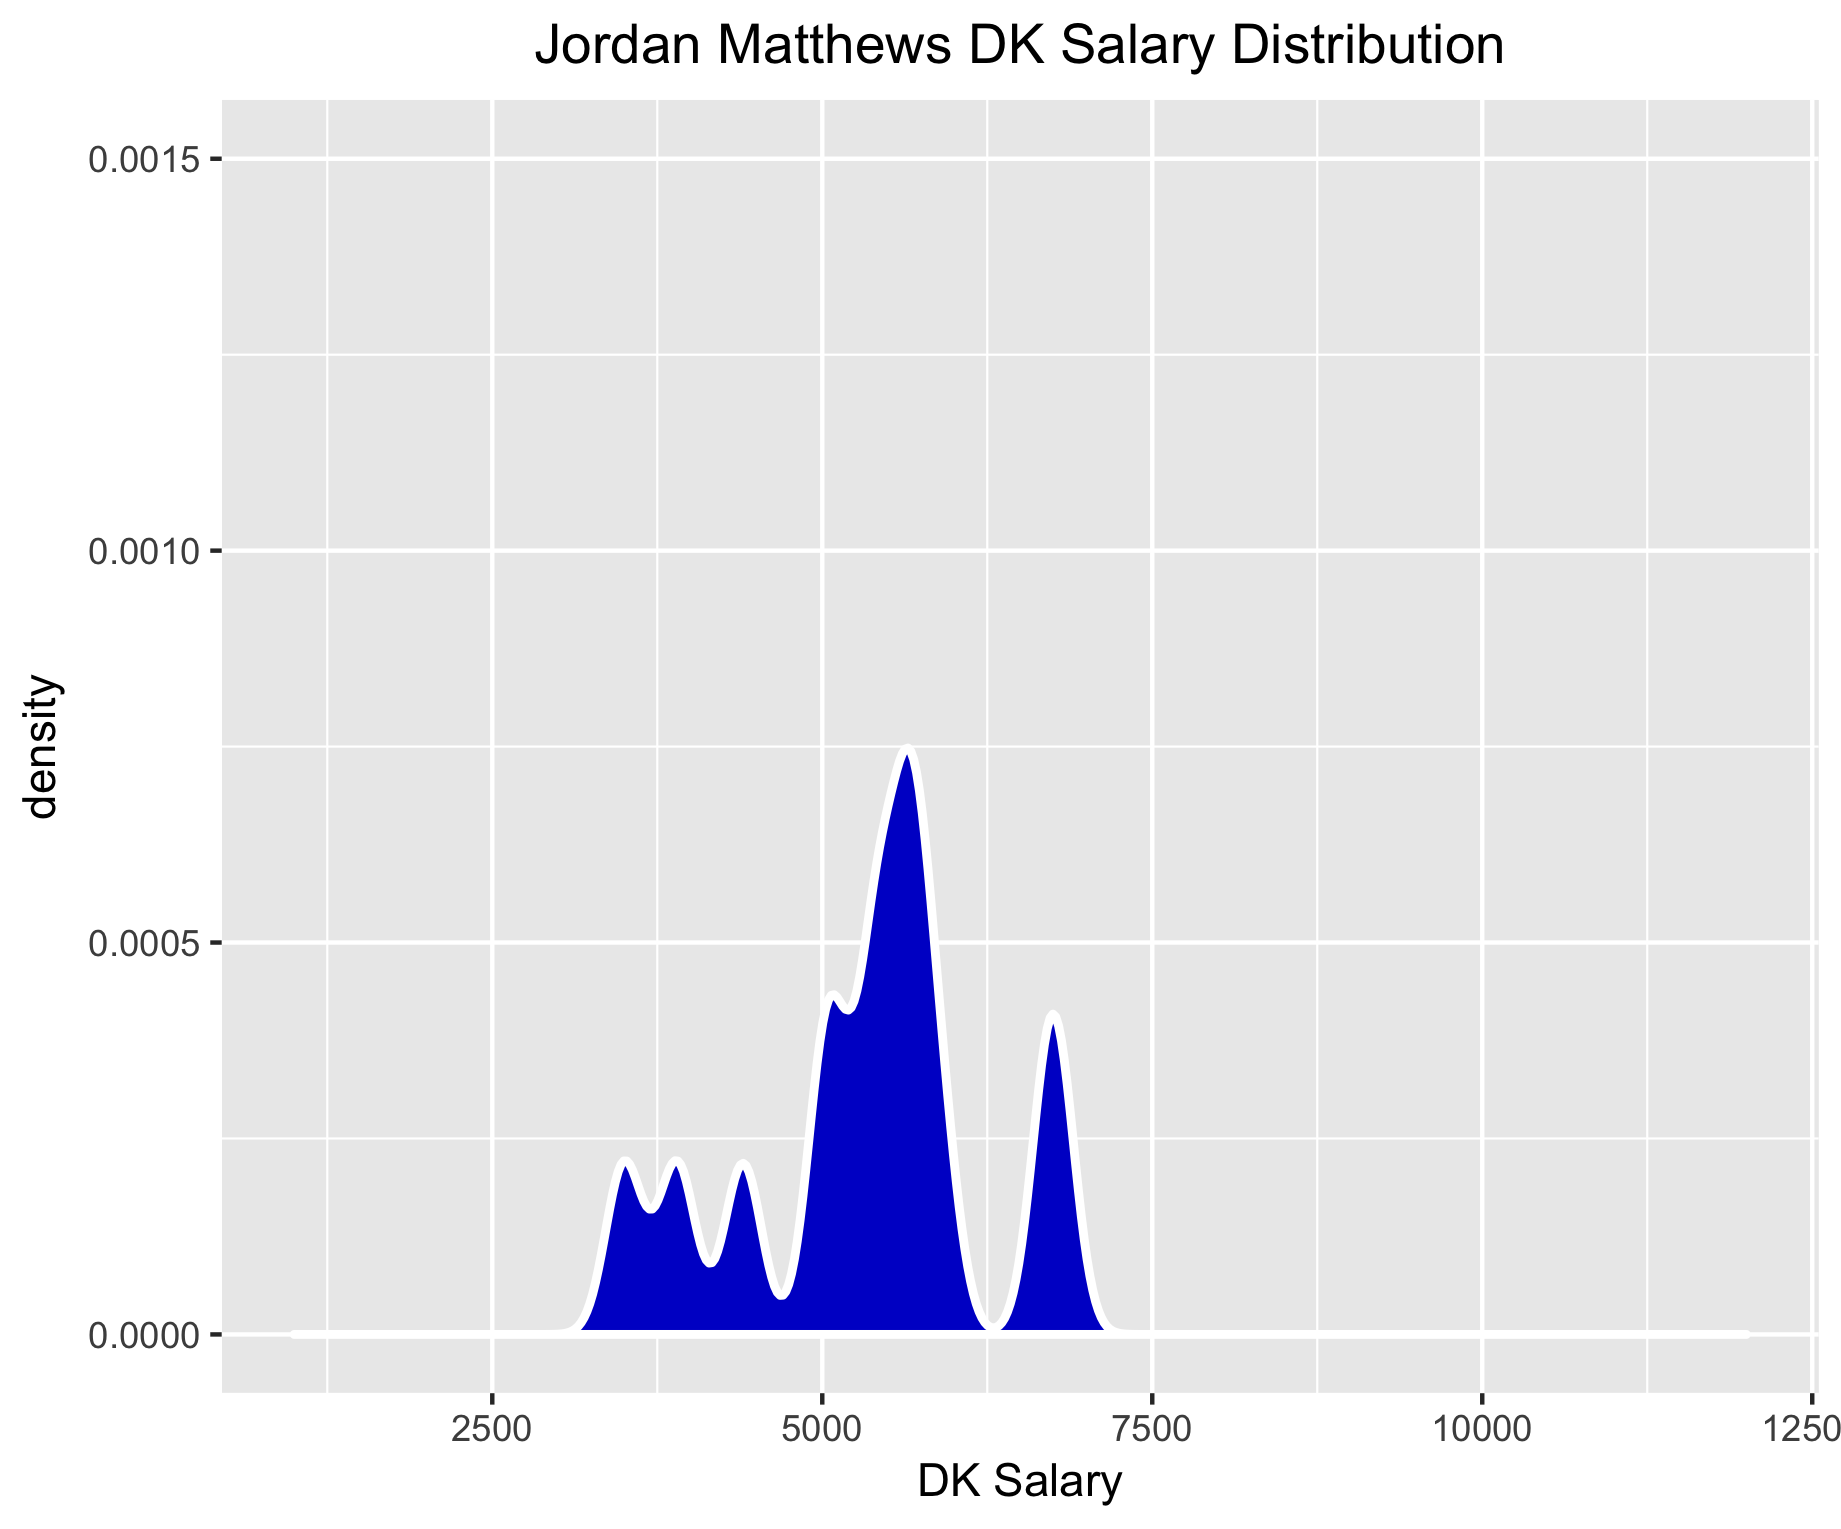 Jordan Matthews DK Salary Distribution
0.0015
0.0010
0.0005
0.0000
density
2500 5000 7500 10000 1250
DK Salary